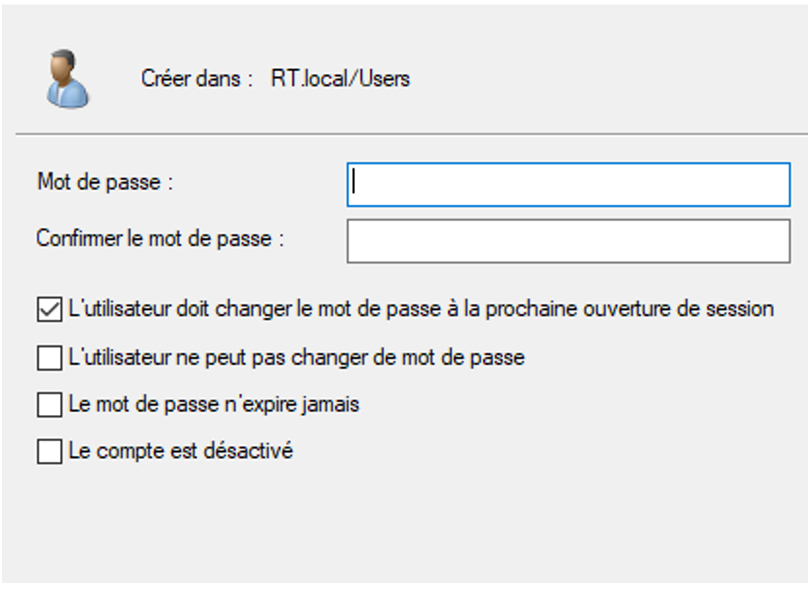 Créer dans : RT.local/Users
Mot de passe :
Confirmer le mot de passe :
L'utilisateur doit changer le mot de passe à la prochaine ouverture de session
L'utilisateur ne peut pas changer de mot de passe
Le mot de passe n'expire jamais
Le compte est désactivé